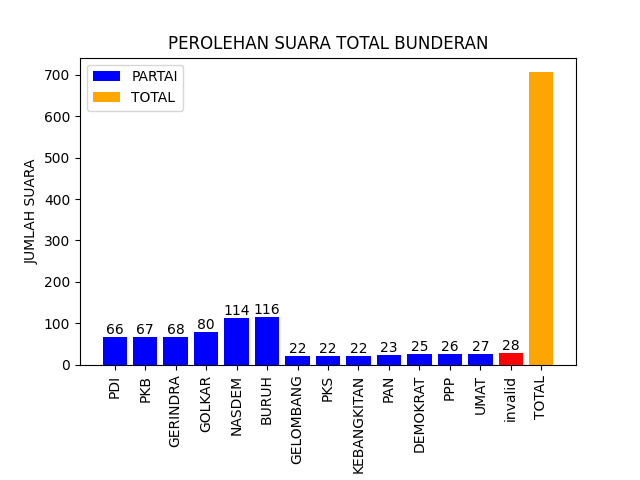 PEROLEHAN SUARA TOTAL BUNDERAN
PARTAI
TOTAL
JUMLAH SUARA
700
600
500
400
300
200
100
0
66 67 68 80 114 116 22 22 22 23 25 26 27 28
PDI PKB GERINDRA GOLKAR NASDEM BURUH GELOMBANG PKS KEBANGKITAN PAN DEMOKRAT PPP UMAT invalid TOTAL